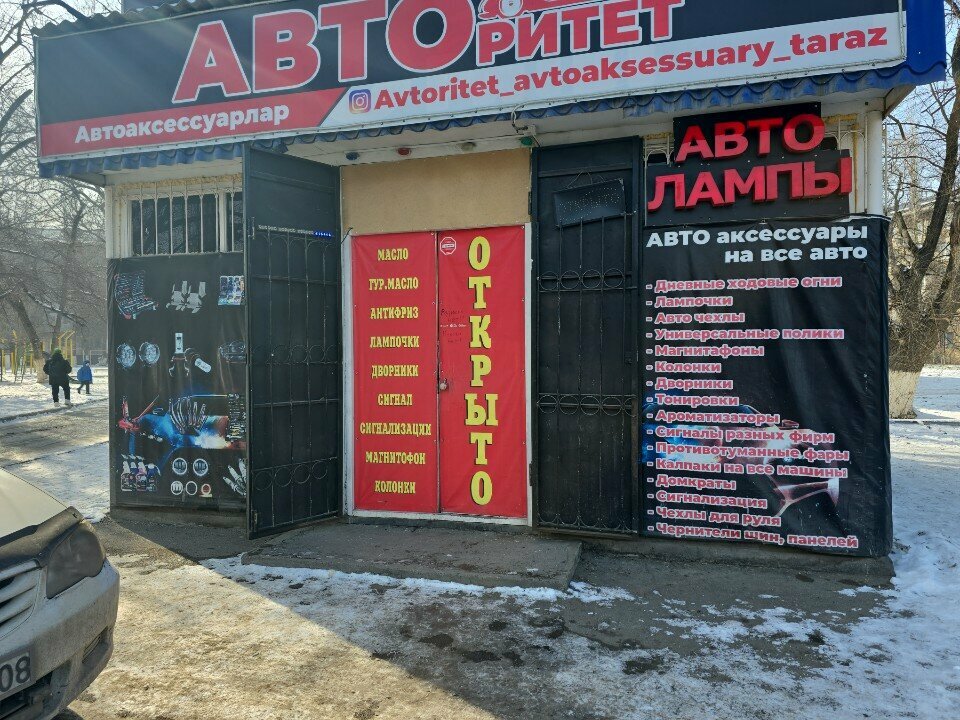 АВТОРИТЕТ
Автоаксессуарлар
Avtoritet_avtoaksessuary_taraz
АВТО
ЛАМПЫ
АВТО аксессуары
на все авто
- Дневные ходовые огни
- Лампочки
- Авто чехлы
- Универсальные полики
- Магнитафоны
- Колонки
- Дворники
- Тонировки
- Ароматизаторы
- Сигналы разных фирм
- Противотуманные фары
- Калпаки на все машины
- Домкраты
- Сигнализация
- Чехлы для руля
- Чернители шин, панелей
МАСЛО
ГУР.МАСЛО
АНТИФРИЗ
ЛАМПОЧКИ
ДВОРНИКИ
СИГНАЛ
СИГНАЛИЗАЦИИ
МАГНИТОФОН
КОЛОНКИ
ОТКРЫТО
08